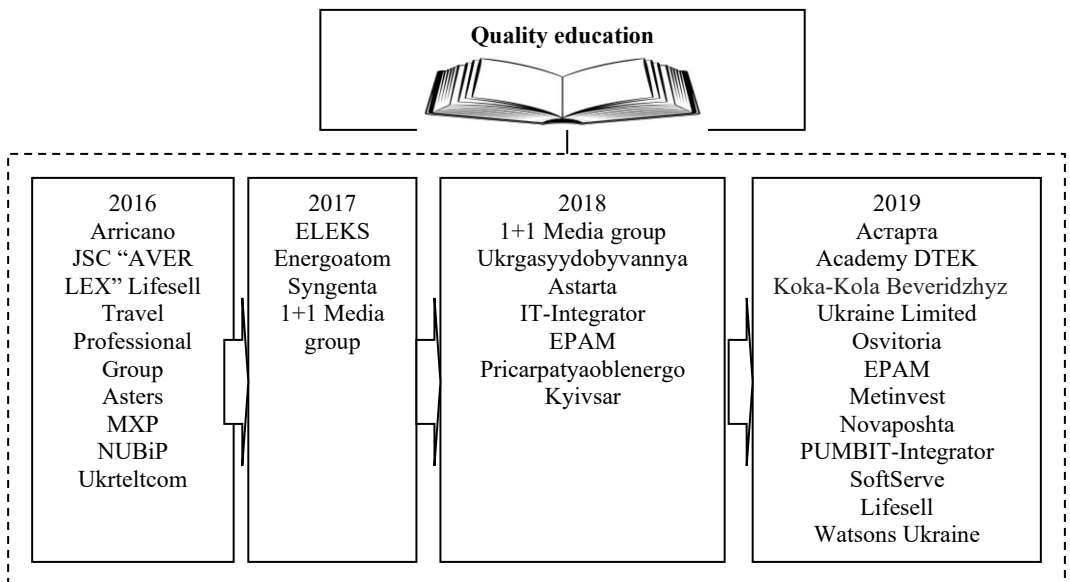 Quality education
2016
Arricano
JSC “AVER
LEX” Lifesell
Travel
Professional
Group
Asters
MXP
NUBiP
Ukrteltcom
2017
ELEKS
Energoatom
Syngenta
1+1 Media
group
2018
1+1 Media group
Ukrgasyydobyvannya
Astarta
IT-Integrator
EPAM
Pricarpatyaoblenergo
Kyivsar
2019
Астарта
Academy DTEK
Koka-Kola Beveridzhyz
Ukraine Limited
Osvitoria
EPAM
Metinvest
Novaposhta
PUMBIT-Integrator
SoftServe
Lifesell
Watsons Ukraine